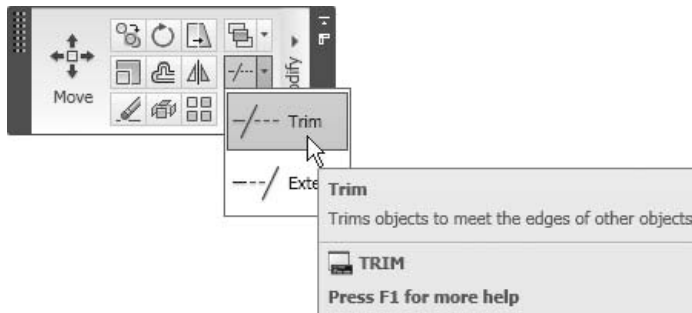 Move
odify
Trim
Exte
Trim
Trims objects to meet the edges of other objects
TRIM
Press F1 for more help